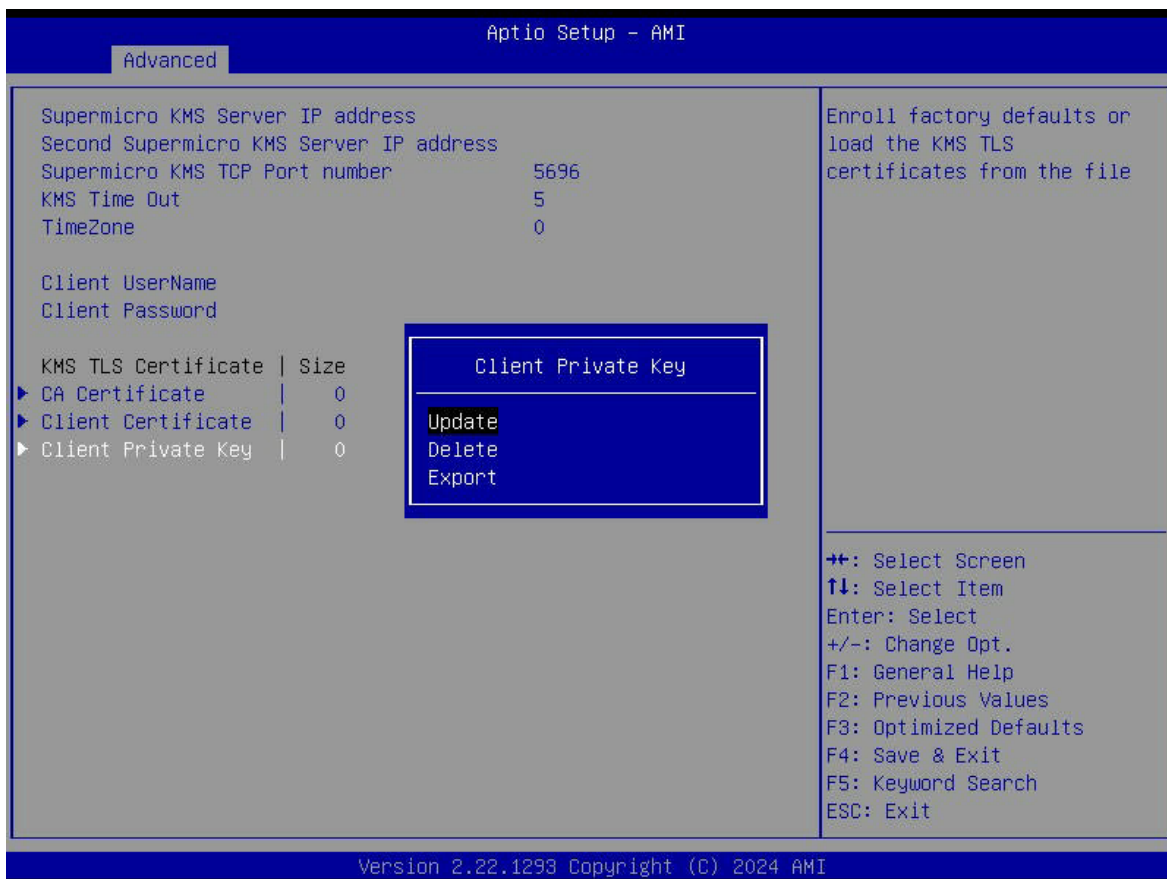 Aptio Setup – AMI
Advanced
Supermicro KMS Server IP address
Second Supermicro KMS Server IP address
Supermicro KMS TCP Port number 5696
KMS Time Out 5
TimeZone 0
Client UserName
Client Password
KMS TLS Certificate | Size
CA Certificate | 0
Client Certificate | 0
Client Private Key | 0
Client Private Key
Update
Delete
Export
Enroll factory defaults or
load the KMS TLS
certificates from the file
→←: Select Screen
↑↓: Select Item
Enter: Select
+/-: Change Opt.
F1: General Help
F2: Previous Values
F3: Optimized Defaults
F4: Save & Exit
F5: Keyword Search
ESC: Exit
Version 2.22.1293 Copyright (C) 2024 AMI